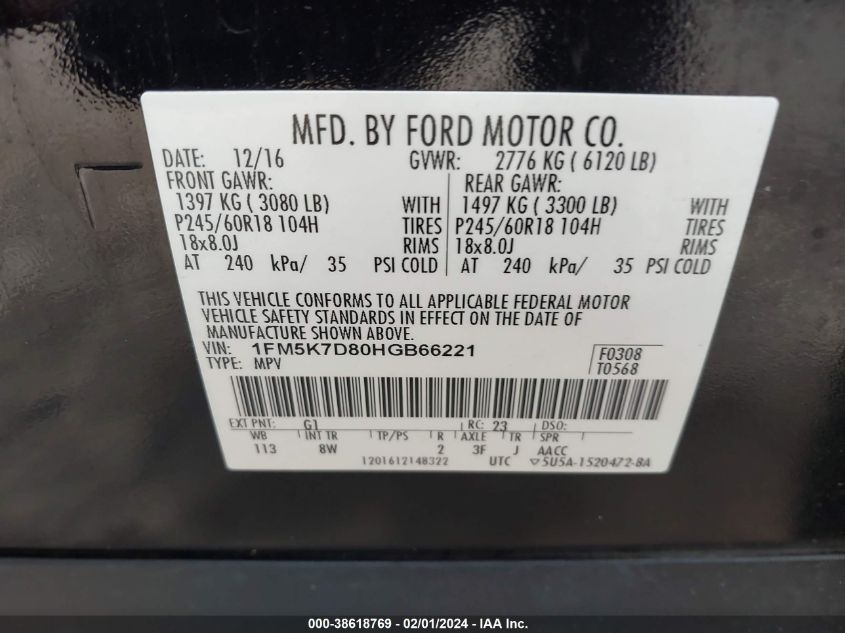 MFD. BY FORD MOTOR CO.
DATE: 12/16 GVWR: 2776 KG ( 6120 LB)
FRONT GAWR: REAR GAWR:
1397 KG ( 3080 LB) WITH 1497 KG ( 3300 LB) WITH
P245/60R18 104H TIRES P245/60R18 104H TIRES
18x8.0J RIMS 18x8.0J RIMS
AT 240 kPa/ 35 PSI COLD AT 240 kPa/ 35 PSI COLD
THIS VEHICLE CONFORMS TO ALL APPLICABLE FEDERAL MOTOR
VEHICLE SAFETY STANDARDS IN EFFECT ON THE DATE OF
MANUFACTURE SHOWN ABOVE.
VIN: 1FM5K7D80HGB66221 F0308
TYPE: MPV T0568
EXT PNT: G1 RC: 23 DSO:
WB INT TR TP/PS R AXLE TR SPR
113 8W 2 3F J AACC
1201612148322 UTC ▽5U5A-1520472-8A
000-38618769 - 02/01/2024 - IAA Inc.